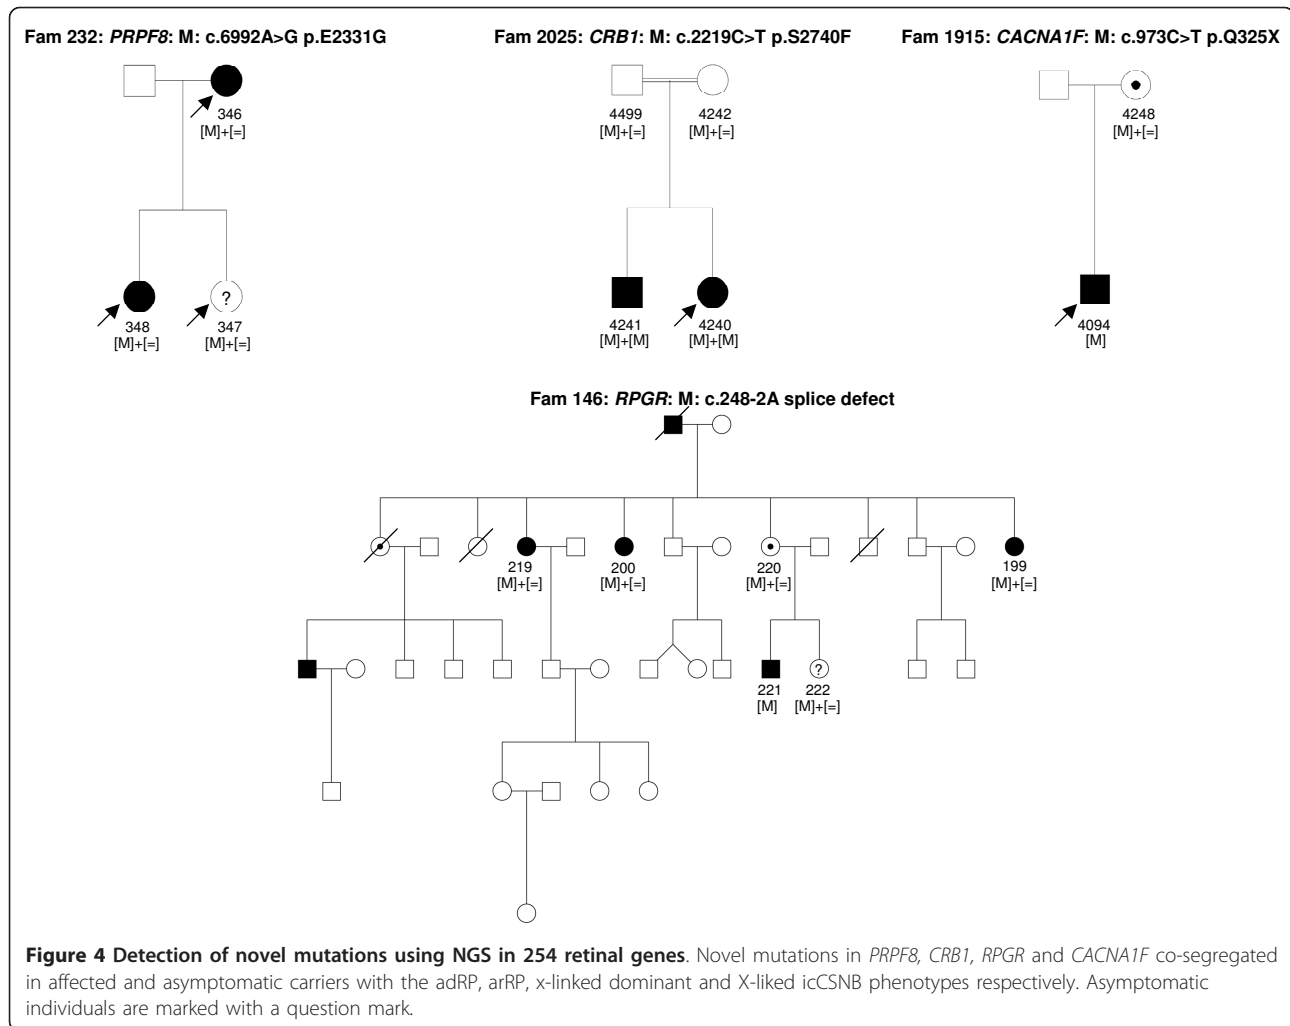 Fam 232: PRPF8: M: c.6992A>G p.E2331G
Fam 2025: CRB1: M: c.2219C>T p.S2740F
Fam 1915: CACNA1F: M: c.973C>T p.Q325X
346
[M]+[=]
4499
[M]+[=]
4242
[M]+[=]
4248
[M]+[=]
?
348
[M]+[=]
347
[M]+[=]
4241
[M]+[M]
4240
[M]+[M]
4094
[M]
Fam 146: RPGR: M: c.248-2A splice defect
219
[M]+[=]
200
[M]+[=]
220
[M]+[=]
199
[M]+[=]
?
221
[M]
222
[M]+[=]
Figure 4 Detection of novel mutations using NGS in 254 retinal genes. Novel mutations in PRPF8, CRB1, RPGR and CACNA1F co-segregated
in affected and asymptomatic carriers with the adRP, arRP, x-linked dominant and X-liked icCSNB phenotypes respectively. Asymptomatic
individuals are marked with a question mark.